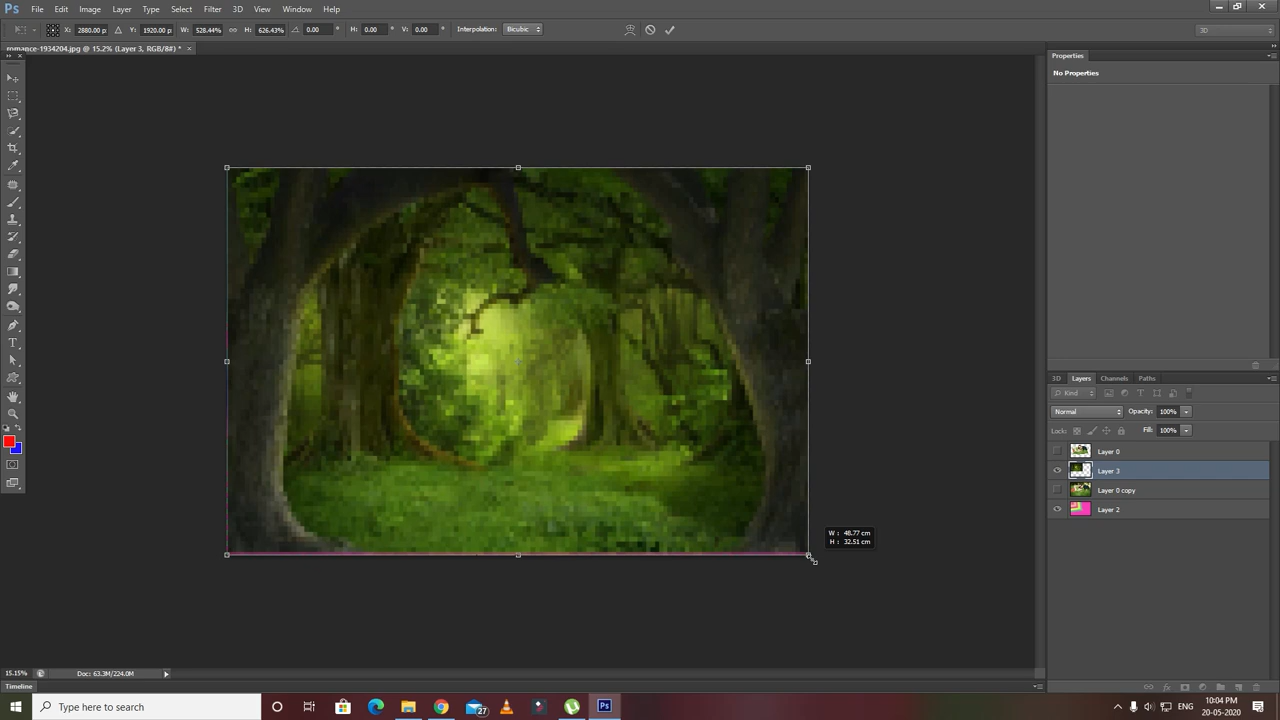 Ps File Edit Image Layer Type Select Filter 3D View Window Help
X: 2880.00 p: Y: 1920.00 p: W: 528.44% H: 626.43% 0.00 ° H: 0.00 ° V: 0.00 ° Interpolation: Bicubic 3D
romance-1934204.jpg @ 15.2% (Layer 3, RGB/8#) *
Properties
No Properties
3D Layers Channels Paths
Kind
Normal Opacity: 100%
Lock: Fill: 100%
Layer 0
Layer 3
Layer 0 copy
Layer 2
W : 48.77 cm
H : 32.51 cm
15.15% Doc: 63.3M/224.0M
Timeline
Type here to search
27
Ps
ENG
10:04 PM
20-05-2020